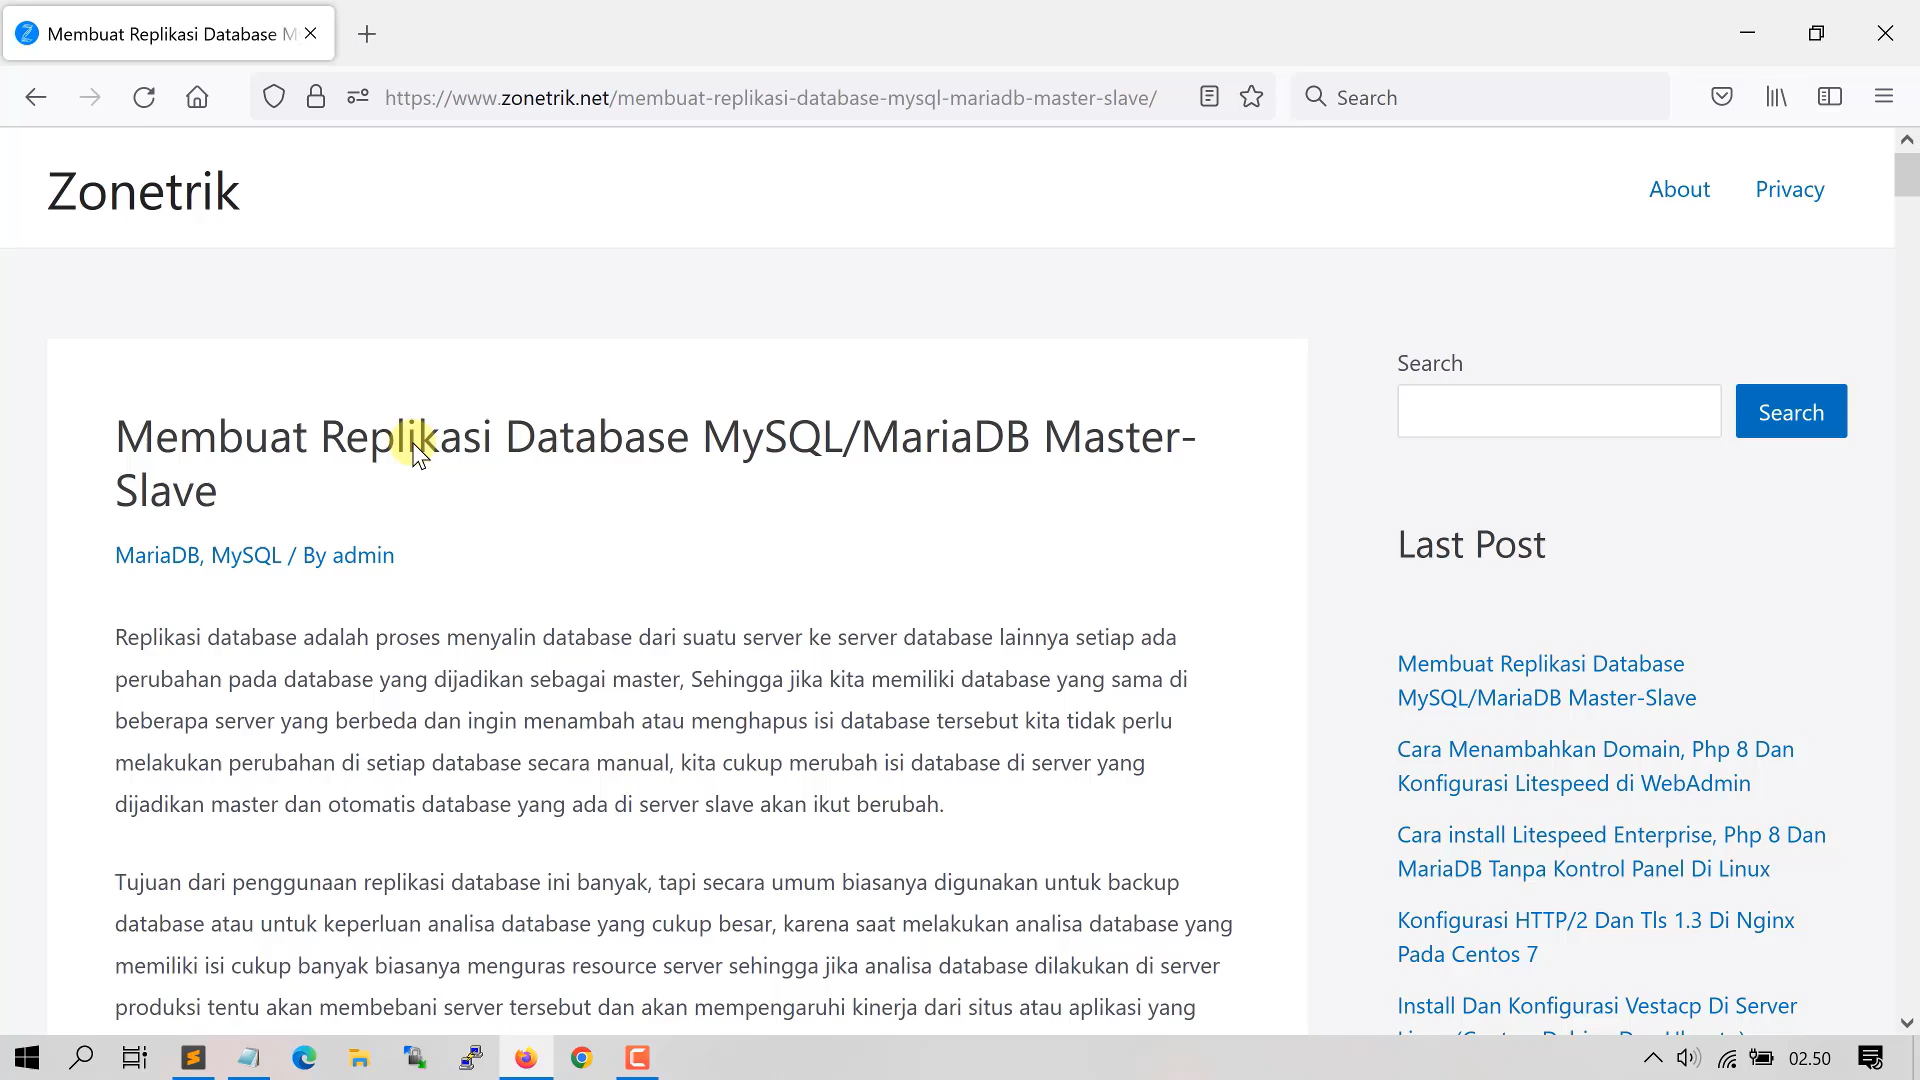 Membuat Replikasi Database M
https://www.zonetrik.net/membuat-replikasi-database-mysql-mariadb-master-slave/
Search
Zonetrik
About
Privacy
Membuat Replikasi Database MySQL/MariaDB Master-
Slave
MariaDB, MySQL / By admin
Replikasi database adalah proses menyalin database dari suatu server ke server database lainnya setiap ada
perubahan pada database yang dijadikan sebagai master, Sehingga jika kita memiliki database yang sama di
beberapa server yang berbeda dan ingin menambah atau menghapus isi database tersebut kita tidak perlu
melakukan perubahan di setiap database secara manual, kita cukup merubah isi database di server yang
dijadikan master dan otomatis database yang ada di server slave akan ikut berubah.
Tujuan dari penggunaan replikasi database ini banyak, tapi secara umum biasanya digunakan untuk backup
database atau untuk keperluan analisa database yang cukup besar, karena saat melakukan analisa database yang
memiliki isi cukup banyak biasanya menguras resource server sehingga jika analisa database dilakukan di server
produksi tentu akan membebani server tersebut dan akan mempengaruhi kinerja dari situs atau aplikasi yang
Search
Search
Last Post
Membuat Replikasi Database
MySQL/MariaDB Master-Slave
Cara Menambahkan Domain, Php 8 Dan
Konfigurasi Litespeed di WebAdmin
Cara install Litespeed Enterprise, Php 8 Dan
MariaDB Tanpa Kontrol Panel Di Linux
Konfigurasi HTTP/2 Dan Tls 1.3 Di Nginx
Pada Centos 7
Install Dan Konfigurasi Vestacp Di Server
02.50